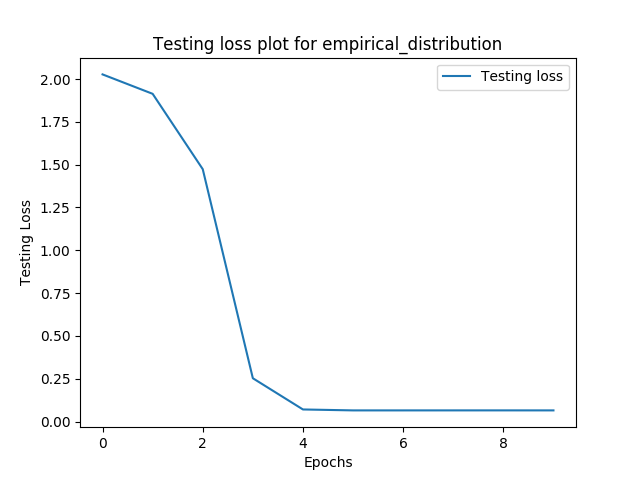 Testing loss plot for empirical_distribution
Testing loss
2.00
1.75
1.50
1.25
1.00
0.75
0.50
0.25
0.00
Testing Loss
0 2 4 6 8
Epochs